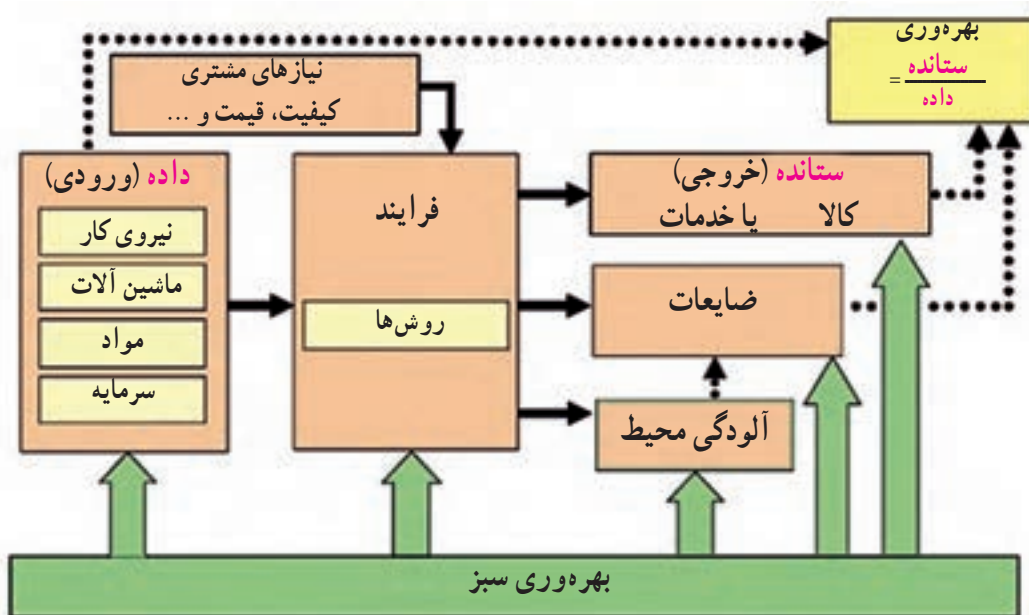 بهره‌وری
= ستانده
داده
نیازهای مشتری
کیفیت، قیمت و ...
داده (ورودی)
نیروی کار
ماشین آلات
مواد
سرمایه
فرایند
روش‌ها
ستانده (خروجی)
کالا یا خدمات
ضایعات
آلودگی محیط
بهره‌وری سبز